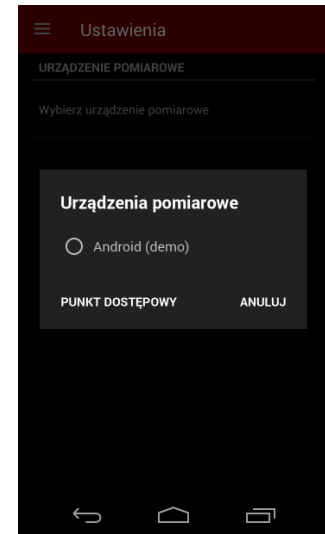 Ustawienia
URZĄDZENIE POMIAROWE
Wybierz urządzenie pomiarowe
Urządzenia pomiarowe
Android (demo)
PUNKT DOSTĘPOWY ANULUJ